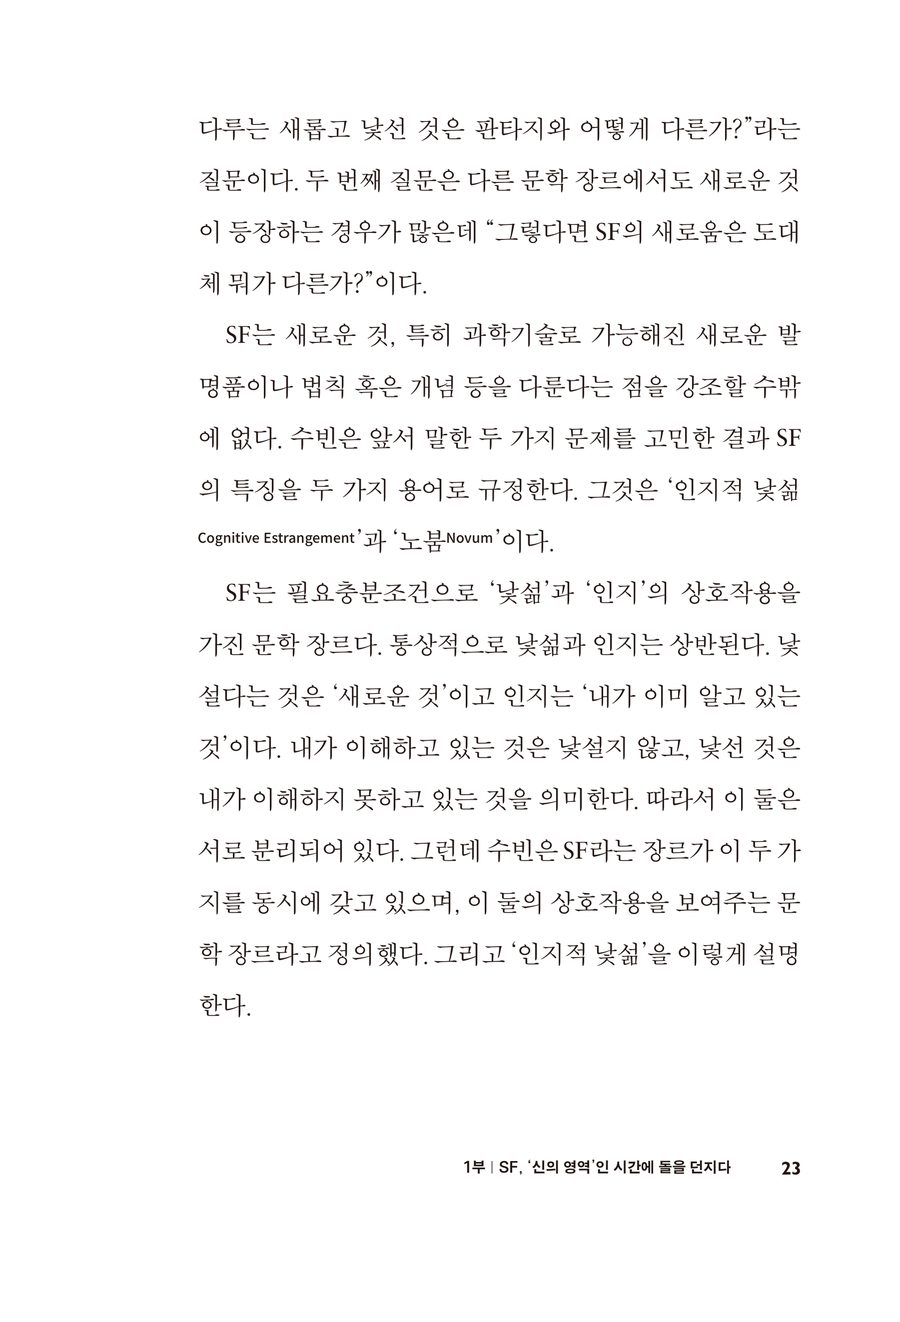 다루는 새롭고 낯선 것은 판타지와 어떻게 다른가?”라는
질문이다. 두 번째 질문은 다른 문학 장르에서도 새로운 것
이 등장하는 경우가 많은데 “그렇다면 SF의 새로움은 도대
체 뭐가 다른가?”이다.
SF는 새로운 것, 특히 과학기술로 가능해진 새로운 발
명품이나 법칙 혹은 개념 등을 다룬다는 점을 강조할 수밖
에 없다. 수빈은 앞서 말한 두 가지 문제를 고민한 결과 SF
의 특징을 두 가지 용어로 규정한다. 그것은 ‘인지적 낯섦
Cognitive Estrangement’과 ‘노붐Novum’이다.
SF는 필요충분조건으로 ‘낯섦’과 ‘인지’의 상호작용을
가진 문학 장르다. 통상적으로 낯섦과 인지는 상반된다. 낯
설다는 것은 ‘새로운 것’이고 인지는 ‘내가 이미 알고 있는
것’이다. 내가 이해하고 있는 것은 낯설지 않고, 낯선 것은
내가 이해하지 못하고 있는 것을 의미한다. 따라서 이 둘은
서로 분리되어 있다. 그런데 수빈은 SF라는 장르가 이 두 가
지를 동시에 갖고 있으며, 이 둘의 상호작용을 보여주는 문
학 장르라고 정의했다. 그리고 ‘인지적 낯섦’을 이렇게 설명
한다.
1부 | SF, ‘신의 영역’인 시간에 돌을 던지다 23